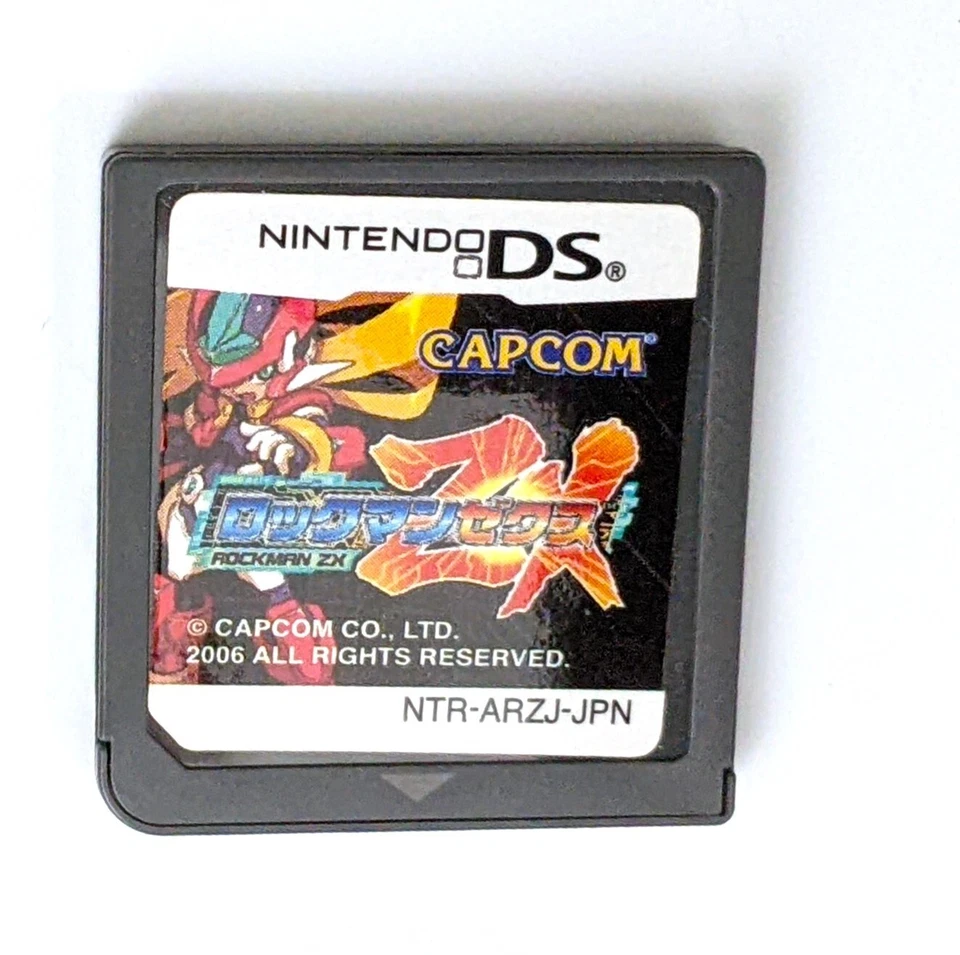 NINTENDO DS®
CAPCOM®
ZX
ロックマンゼクス
ROCKMAN ZX
© CAPCOM CO., LTD.
2006 ALL RIGHTS RESERVED.
NTR-ARZJ-JPN